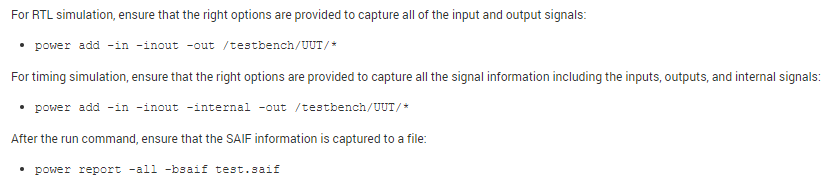 For RTL simulation, ensure that the right options are provided to capture all of the input and output signals:
• power add -in -inout -out /testbench/UUT/*
For timing simulation, ensure that the right options are provided to capture all the signal information including the inputs, outputs, and internal signals:
• power add -in -inout -internal -out /testbench/UUT/*
After the run command, ensure that the SAIF information is captured to a file:
• power report -all -bsaif test.saif